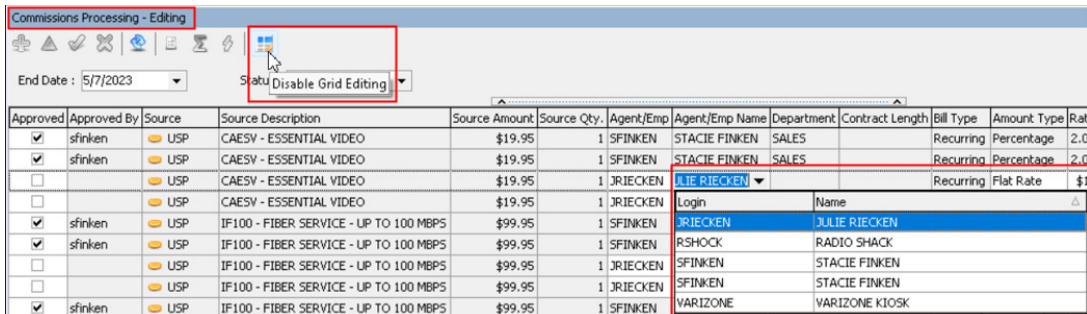 Commissions Processing - Editing
End Date : 5/7/2023 Statu Disable Grid Editing
Approved Approved By Source Source Description Source Amount Source Qty. Agent/Emp Agent/Emp Name Department Contract Length Bill Type Amount Type Rat
sfinken USP CAESV - ESSENTIAL VIDEO $19.95 1 SFINKEN STACIE FINKEN SALES Recurring Percentage 2.0
sfinken USP CAESV - ESSENTIAL VIDEO $19.95 1 SFINKEN STACIE FINKEN SALES Recurring Percentage 2.0
USP CAESV - ESSENTIAL VIDEO $19.95 1 JRIECKEN JLIE RIECKEN Recurring Flat Rate $1
USP CAESV - ESSENTIAL VIDEO $19.95 1 JRIECKEN Login Name
sfinken USP IF100 - FIBER SERVICE - UP TO 100 MBPS $99.95 1 SFINKEN JRIECKEN JULIE RIECKEN
sfinken USP IF100 - FIBER SERVICE - UP TO 100 MBPS $99.95 1 SFINKEN RSHOCK RADIO SHACK
USP IF100 - FIBER SERVICE - UP TO 100 MBPS $99.95 1 JRIECKEN SFINKEN STACIE FINKEN
USP IF100 - FIBER SERVICE - UP TO 100 MBPS $99.95 1 JRIECKEN SFINKEN STACIE FINKEN
sfinken USP IF100 - FIBER SERVICE - UP TO 100 MBPS $99.95 1 SFINKEN VARIZONE VARIZONE KIOSK